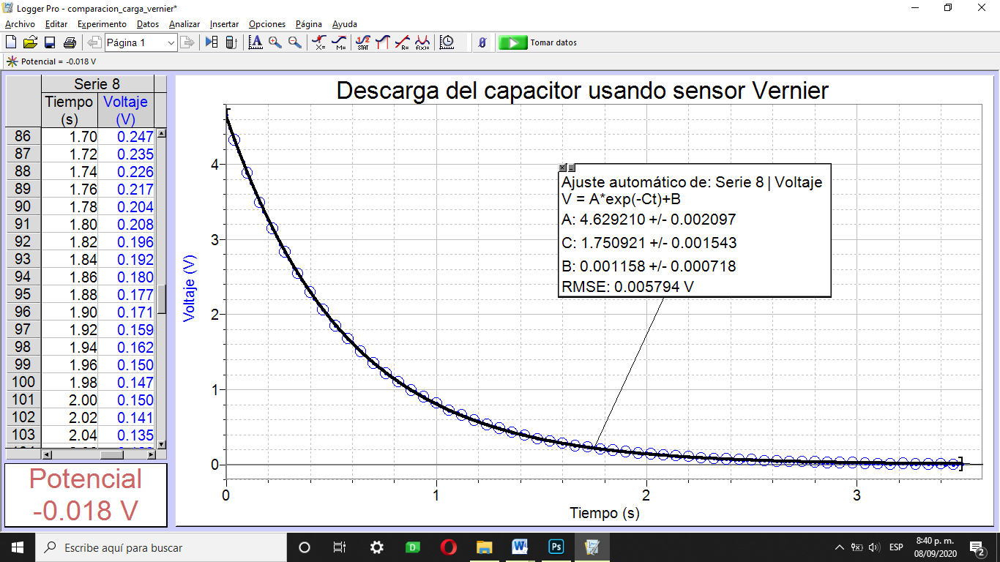 Logger Pro - comparacion_carga_vernier*
Archivo Editar Experimento Datos Analizar Insertar Opciones Página Ayuda
Página 1
X=
M=
1/2
STAT
R=
f(x)=
Tomar datos
Potencial = -0.018 V
Serie 8
Tiempo Voltaje
(s) (V)
86 1.70 0.247
87 1.72 0.235
88 1.74 0.226
89 1.76 0.217
90 1.78 0.204
91 1.80 0.208
92 1.82 0.196
93 1.84 0.192
94 1.86 0.180
95 1.88 0.177
96 1.90 0.171
97 1.92 0.159
98 1.94 0.162
99 1.96 0.150
100 1.98 0.147
101 2.00 0.150
102 2.02 0.141
103 2.04 0.135
Potencial
-0.018 V
Descarga del capacitor usando sensor Vernier
Ajuste automático de: Serie 8 | Voltaje
V = A*exp(-Ct)+B
A: 4.629210 +/- 0.002097
C: 1.750921 +/- 0.001543
B: 0.001158 +/- 0.000718
RMSE: 0.005794 V
Voltaje (V)
4
3
2
1
0
0 1 2 3
Tiempo (s)
Escribe aquí para buscar
D
W
Ps
ESP
8:40 p. m.
08/09/2020
2